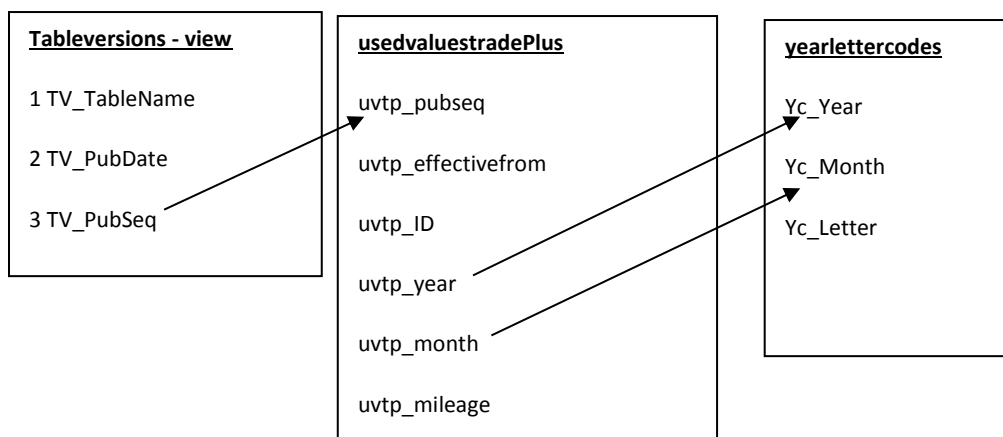 Tableversions - view
1 TV_TableName
2 TV_PubDate
3 TV_PubSeq
usedvaluestradePlus
uvtp_pubseq
uvtp_effectivefrom
uvtp_ID
uvtp_year
uvtp_month
uvtp_mileage
yearlettercodes
Yc_Year
Yc_Month
Yc_Letter